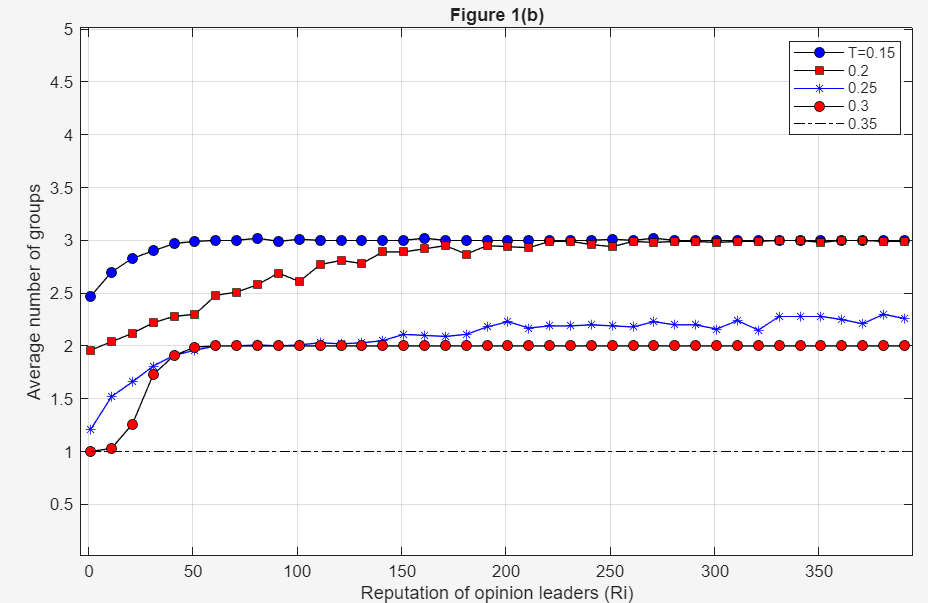 Figure 1(b)
5
4.5
4
3.5
3
2.5
2
1.5
1
0.5
Average number of groups
T=0.15
0.2
0.25
0.3
0.35
0 50 100 150 200 250 300 350
Reputation of opinion leaders (Ri)